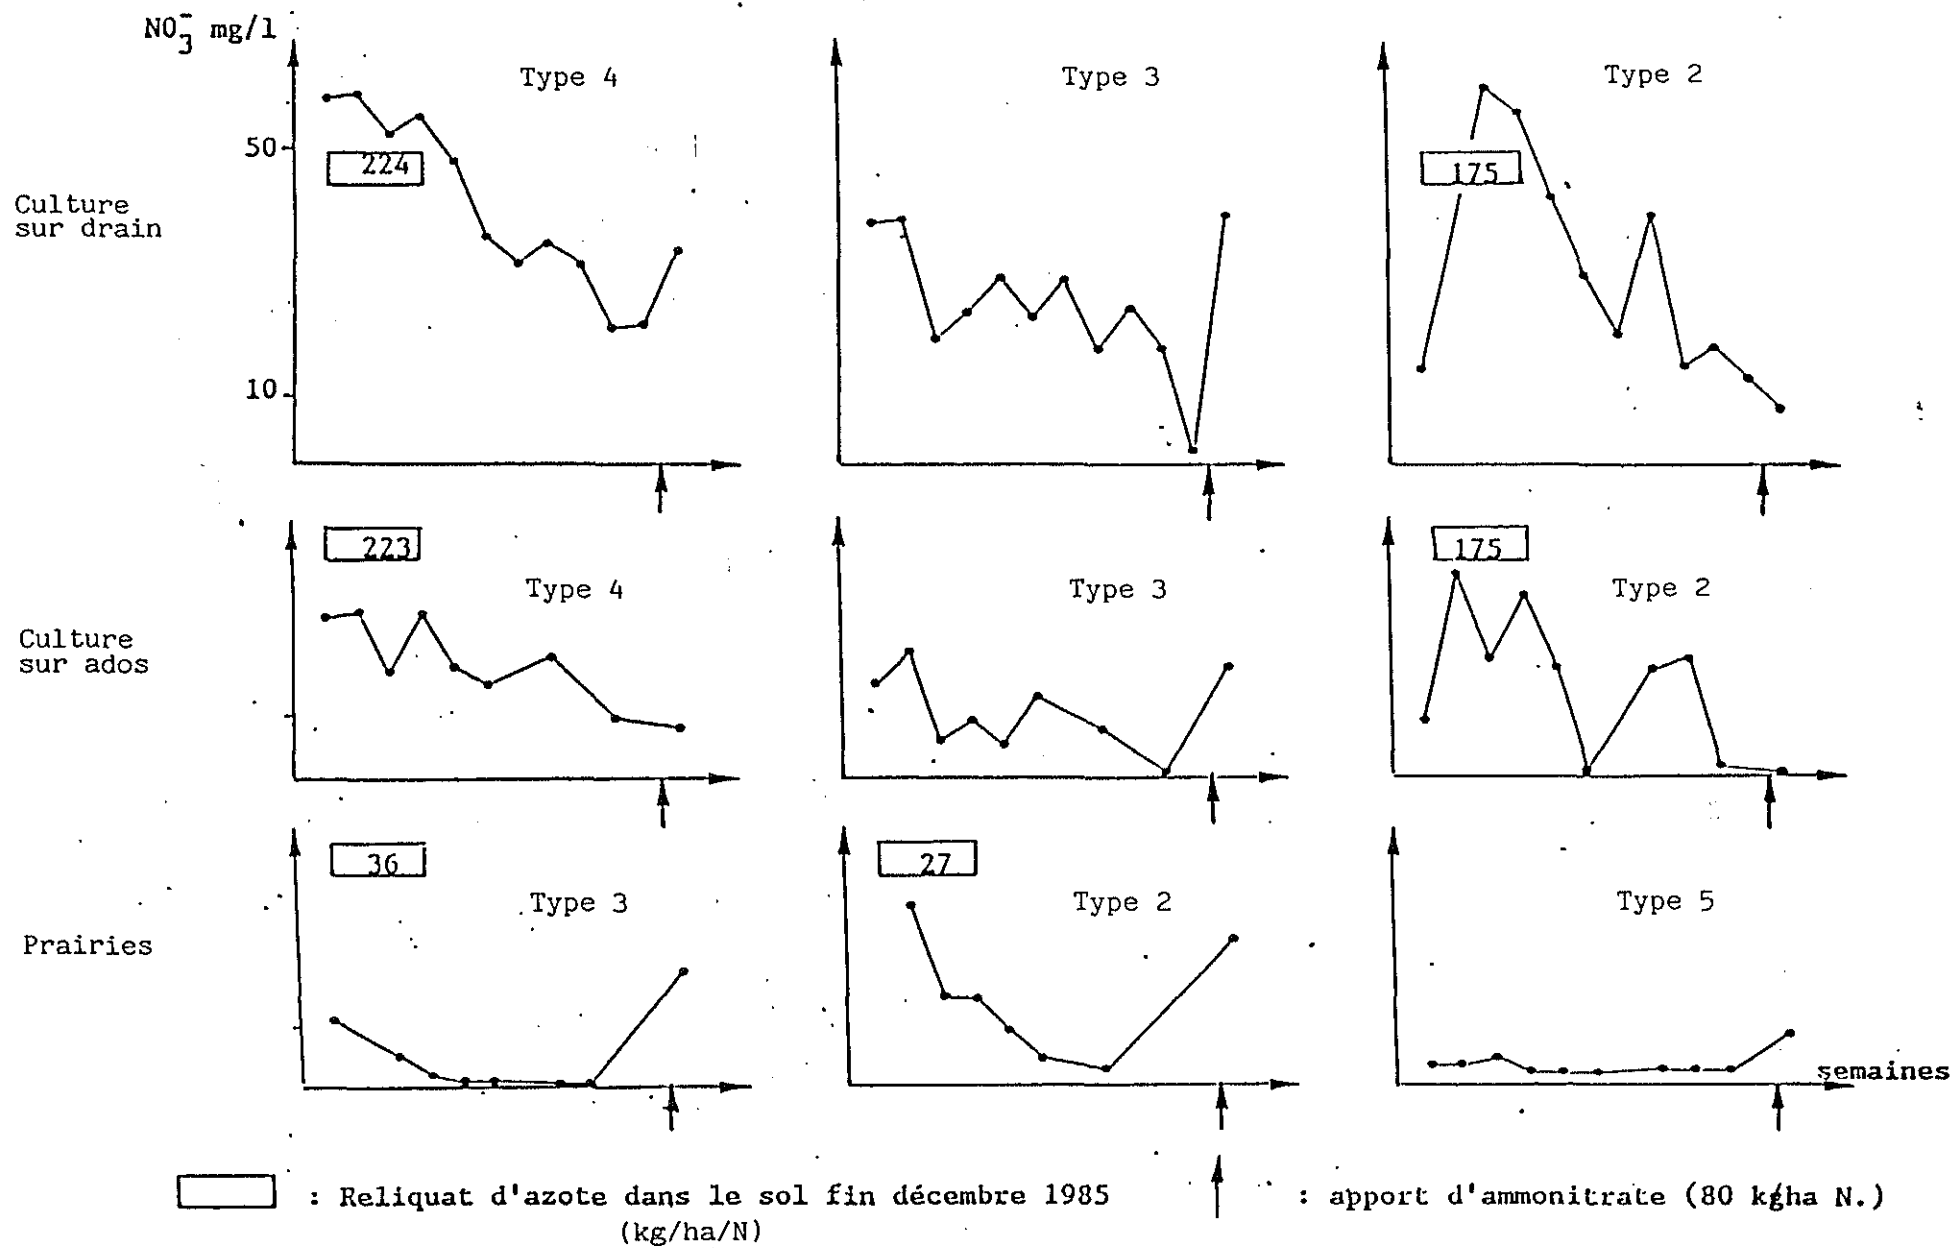 NO3- mg/l
Type 4
Type 3
Type 2
50
224
175
Culture
sur drain
10
223
175
Type 4
Type 3
Type 2
Culture
sur ados
36
27
Type 3
Type 2
Type 5
Prairies
semaines
: Reliquat d'azote dans le sol fin décembre 1985
(kg/ha/N)
: apport d'ammonitrate (80 kgha N.)